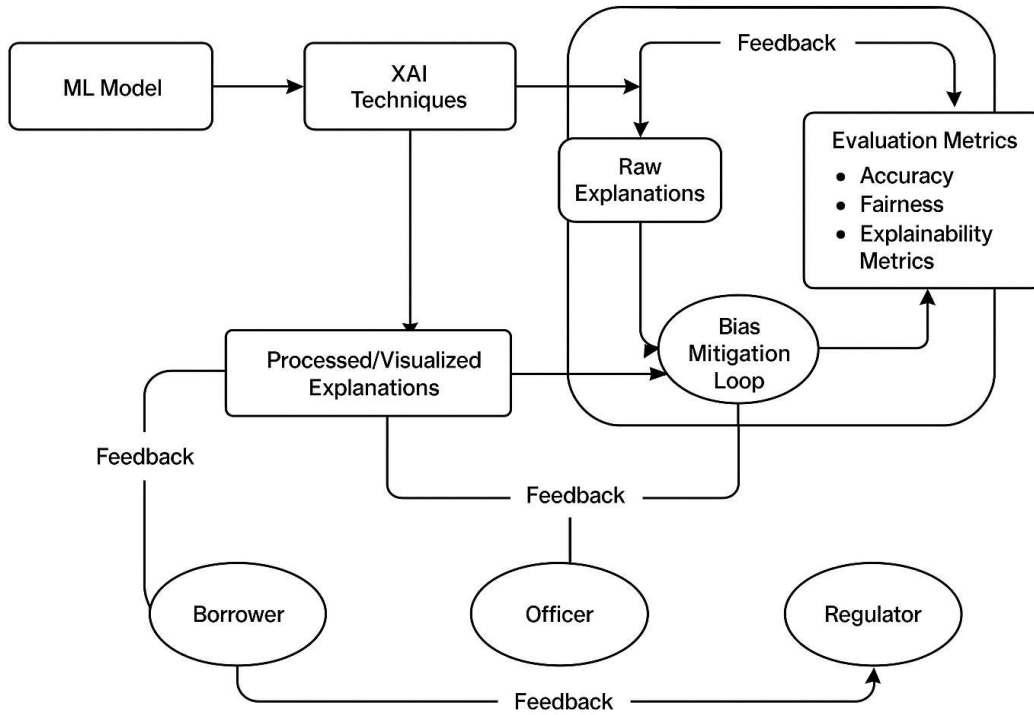 Feedback
ML Model
XAI
Techniques
Evaluation Metrics
• Accuracy
• Fairness
• Explainability
Metrics
Raw
Explanations
Bias
Mitigation
Loop
Processed/Visualized
Explanations
Feedback
Feedback
Borrower
Officer
Regulator
Feedback